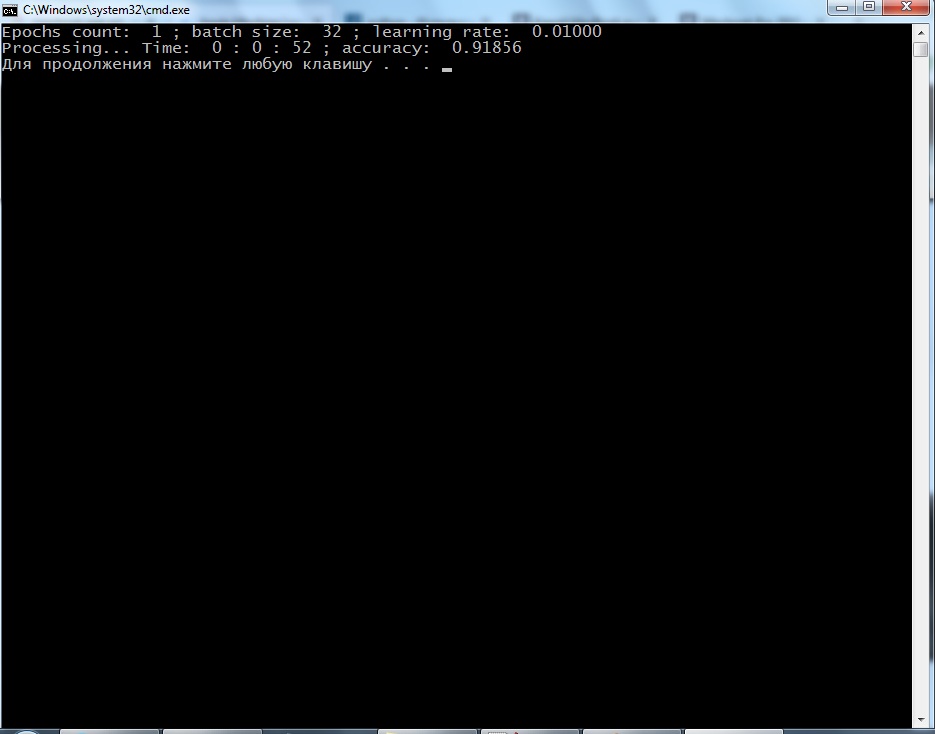 C:\Windows\system32\cmd.exe
Epochs count:  1 ; batch size:  32 ; learning rate:  0.01000
Processing... Time:  0 : 0 : 52 ; accuracy:  0.91856
Для продолжения нажмите любую клавишу . . .